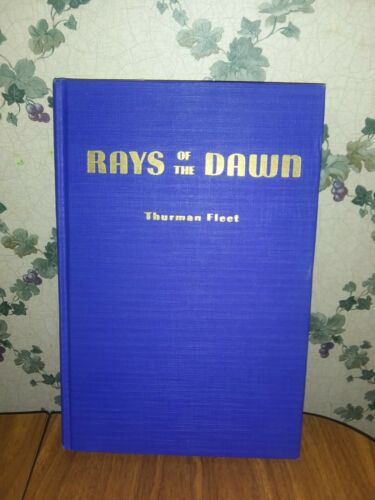 RAYS OF THE DAWN
Thurman Fleet